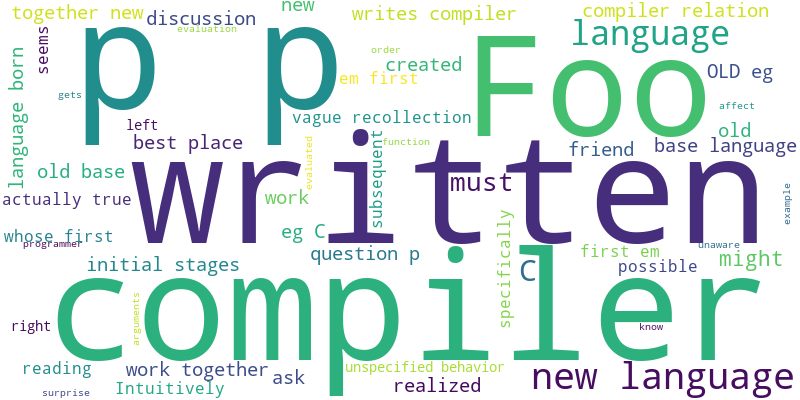 together new
discussion
new
writes compiler
compiler relation
evaluation
seems
p p
Foo
language
order
created
em first
OLD eg
language born
gets
affect
vague recollection
left
old
best place
written
function
friend
base language
subsequent
evaluated
old base
must
actually true
work
example
whose first
programmer
eg C
question p
specifically
first em
unaware
initial stages
C
possible
might
compiler
arguments
right
know
reading
work together
ask
unspecified behavior
new language
Intuitively
realized
surprise